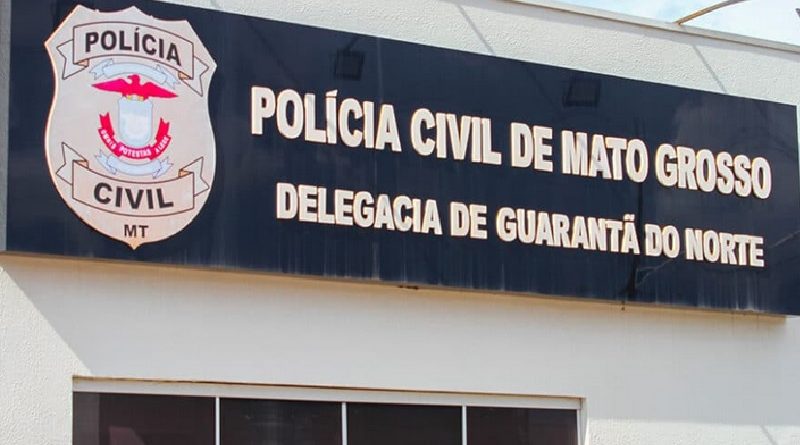 POLÍCIA
CIVIL
MT
POLÍCIA CIVIL DE MATO GROSSO
DELEGACIA DE GUARANTÃ DO NORTE